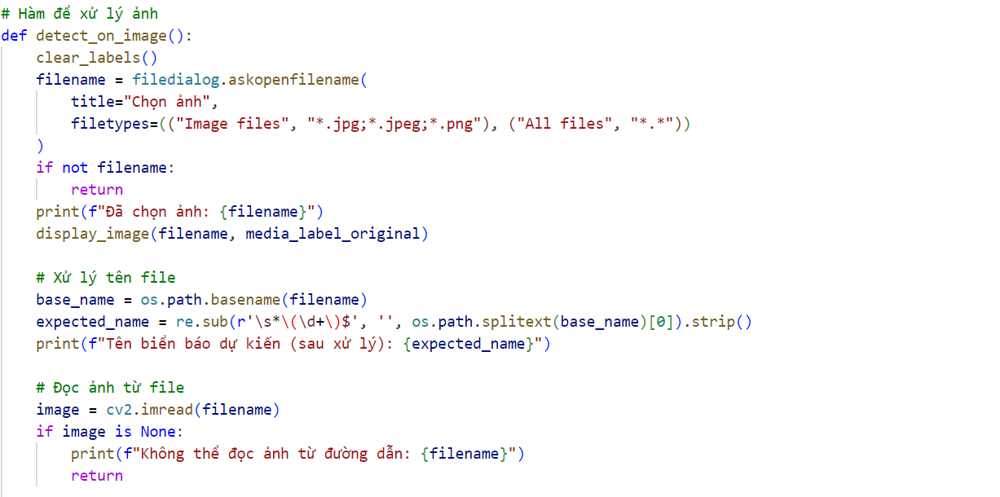 # Hàm để xử lý ảnh
def detect_on_image():
    clear_labels()
    filename = filedialog.askopenfilename(
        title="Chọn ảnh",
        filetypes=(("Image files", "*.jpg;*.jpeg;*.png"), ("All files", "*.*"))
    )
    if not filename:
        return
    print(f"Đã chọn ảnh: {filename}")
    display_image(filename, media_label_original)

    # Xử lý tên file
    base_name = os.path.basename(filename)
    expected_name = re.sub(r'\s*\(\d+\)$', '', os.path.splitext(base_name)[0]).strip()
    print(f"Tên biển báo dự kiến (sau xử lý): {expected_name}")

    # Đọc ảnh từ file
    image = cv2.imread(filename)
    if image is None:
        print(f"Không thể đọc ảnh từ đường dẫn: {filename}")
        return